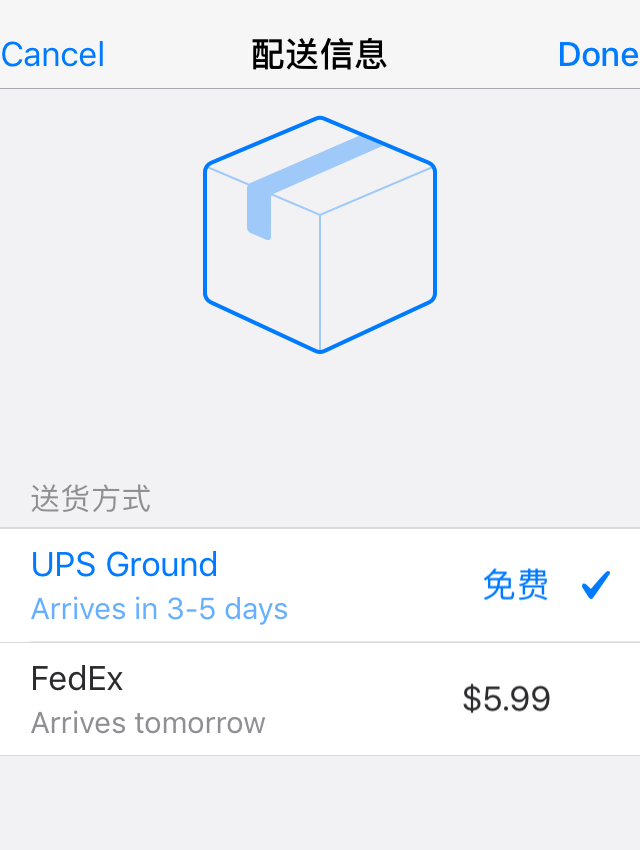 Cancel 配送信息 Done
送货方式
UPS Ground
免费
Arrives in 3-5 days
FedEx
$5.99
Arrives tomorrow